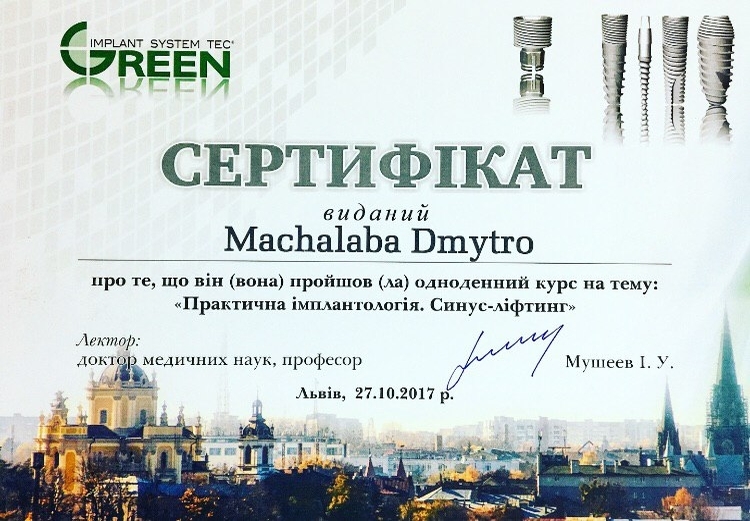 IMPLANT SYSTEM TEC®
GREEN
СЕРТИФІКАТ
виданий
Machalaba Dmytro
про те, що він (вона) пройшов (ла) одноденний курс на тему:
«Практична імплантологія. Синус-ліфтинг»
Лектор:
доктор медичних наук, професор
Мушеев І. У.
Львів, 27.10.2017 р.